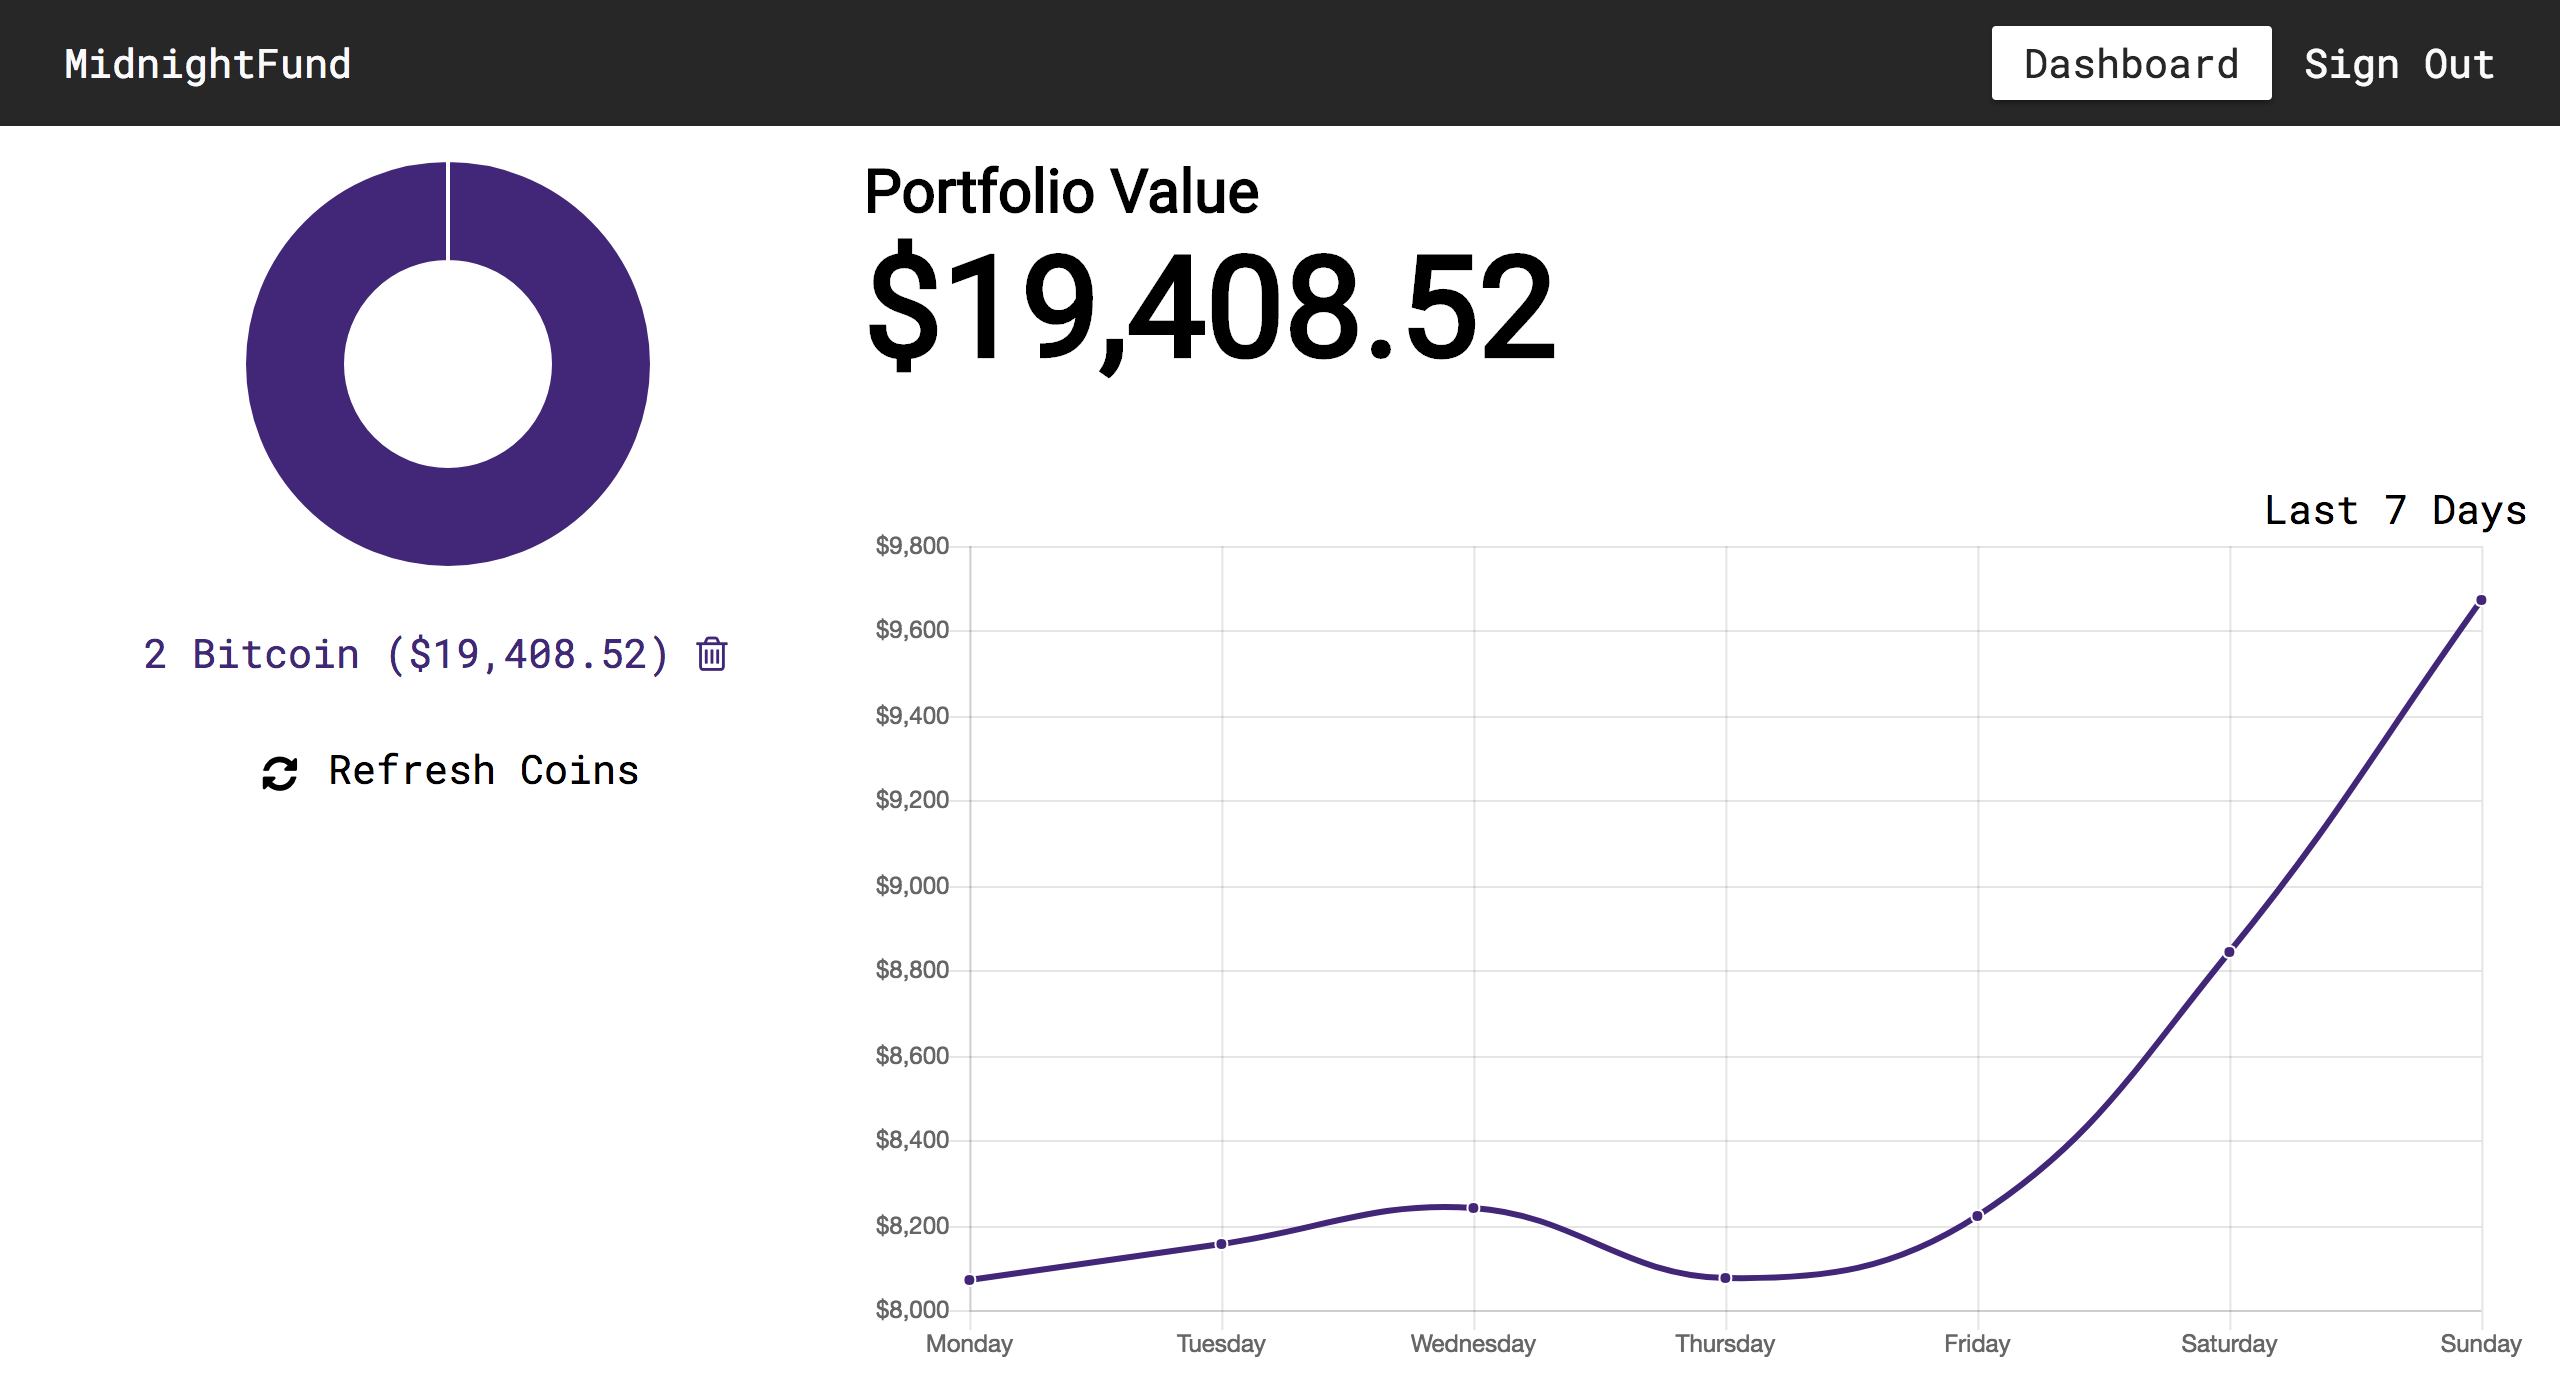 MidnightFund
Dashboard
Sign Out
2 Bitcoin ($19,408.52)
Refresh Coins
Portfolio Value
$19,408.52
Last 7 Days
$9,800
$9,600
$9,400
$9,200
$9,000
$8,800
$8,600
$8,400
$8,200
$8,000
Monday Tuesday Wednesday Thursday Friday Saturday Sunday